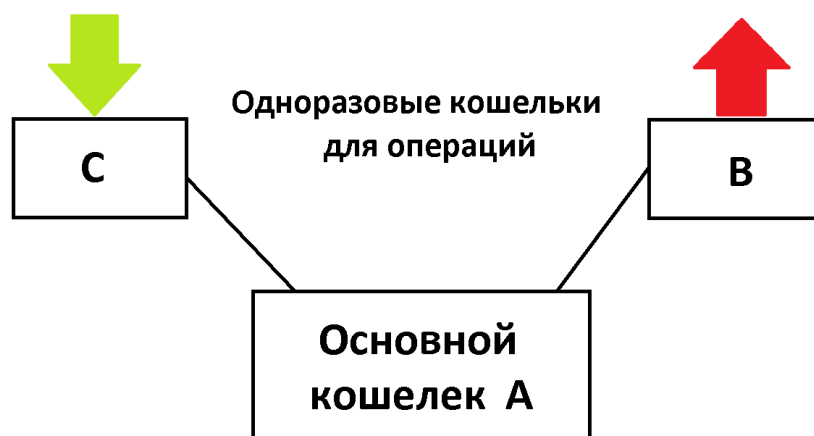 Одноразовые кошельки
для операций
С
В
Основной
кошелек А